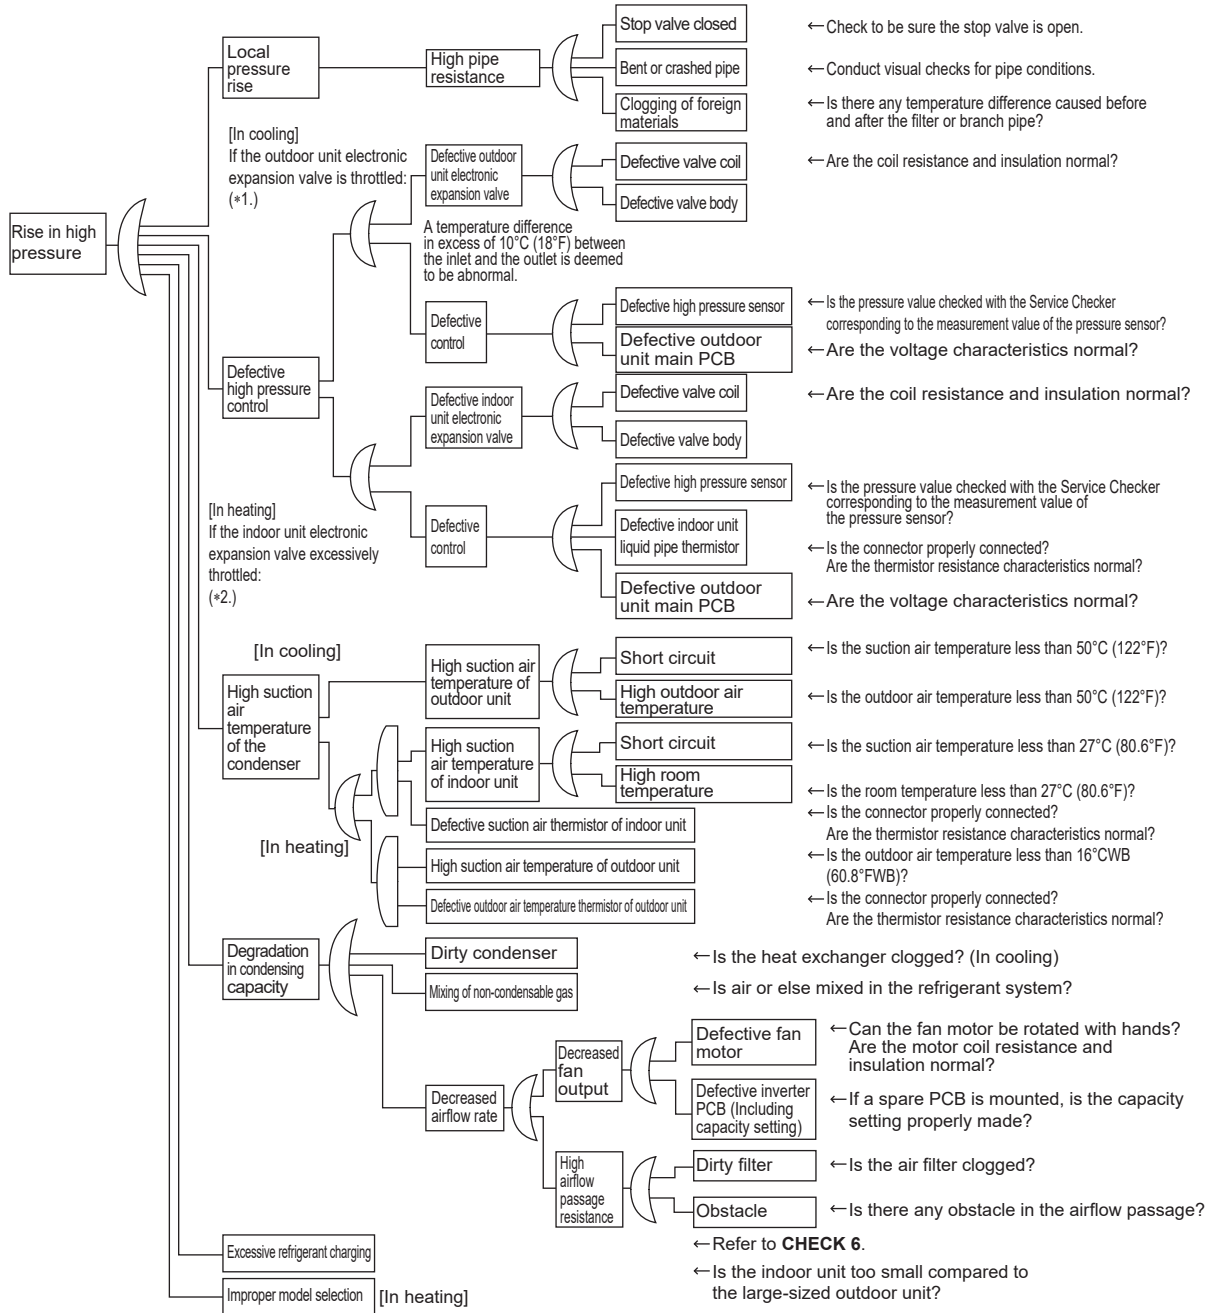 Rise in high
pressure
Local
pressure
rise
High pipe
resistance
Stop valve closed
←Check to be sure the stop valve is open.
Bent or crashed pipe
←Conduct visual checks for pipe conditions.
Clogging of foreign
materials
←Is there any temperature difference caused before
and after the filter or branch pipe?
[In cooling]
If the outdoor unit electronic
expansion valve is throttled:
(*1.)
Defective outdoor
unit electronic
expansion valve
Defective valve coil
←Are the coil resistance and insulation normal?
Defective valve body
A temperature difference
in excess of 10°C (18°F) between
the inlet and the outlet is deemed
to be abnormal.
Defective
high pressure
control
Defective
control
Defective high pressure sensor
←Is the pressure value checked with the Service Checker
corresponding to the measurement value of the pressure sensor?
Defective outdoor
unit main PCB
←Are the voltage characteristics normal?
Defective indoor
unit electronic
expansion valve
Defective valve coil
←Are the coil resistance and insulation normal?
Defective valve body
[In heating]
If the indoor unit electronic
expansion valve excessively
throttled:
(*2.)
Defective
control
Defective high pressure sensor
←Is the pressure value checked with the Service Checker
corresponding to the measurement value of
the pressure sensor?
Defective indoor unit
liquid pipe thermistor
←Is the connector properly connected?
Are the thermistor resistance characteristics normal?
Defective outdoor
unit main PCB
←Are the voltage characteristics normal?
[In cooling]
High suction
air
temperature
of the
condenser
High suction air
temperature of
outdoor unit
Short circuit
←Is the suction air temperature less than 50°C (122°F)?
High outdoor air
temperature
←Is the outdoor air temperature less than 50°C (122°F)?
High suction
air temperature
of indoor unit
Short circuit
←Is the suction air temperature less than 27°C (80.6°F)?
High room
temperature
←Is the room temperature less than 27°C (80.6°F)?
Defective suction air thermistor of indoor unit
←Is the connector properly connected?
Are the thermistor resistance characteristics normal?
[In heating]
High suction air temperature of outdoor unit
←Is the outdoor air temperature less than 16°CWB
(60.8°FWB)?
Defective outdoor air temperature thermistor of outdoor unit
←Is the connector properly connected?
Are the thermistor resistance characteristics normal?
Degradation
in condensing
capacity
Dirty condenser
←Is the heat exchanger clogged? (In cooling)
Mixing of non-condensable gas
←Is air or else mixed in the refrigerant system?
Decreased
airflow rate
Decreased
fan
output
Defective fan
motor
←Can the fan motor be rotated with hands?
Are the motor coil resistance and
insulation normal?
Defective inverter
PCB (Including
capacity setting)
←If a spare PCB is mounted, is the capacity
setting properly made?
High
airflow
passage
resistance
Dirty filter
←Is the air filter clogged?
Obstacle
←Is there any obstacle in the airflow passage?
Excessive refrigerant charging
←Refer to CHECK 6.
Improper model selection
[In heating]
←Is the indoor unit too small compared to
the large-sized outdoor unit?